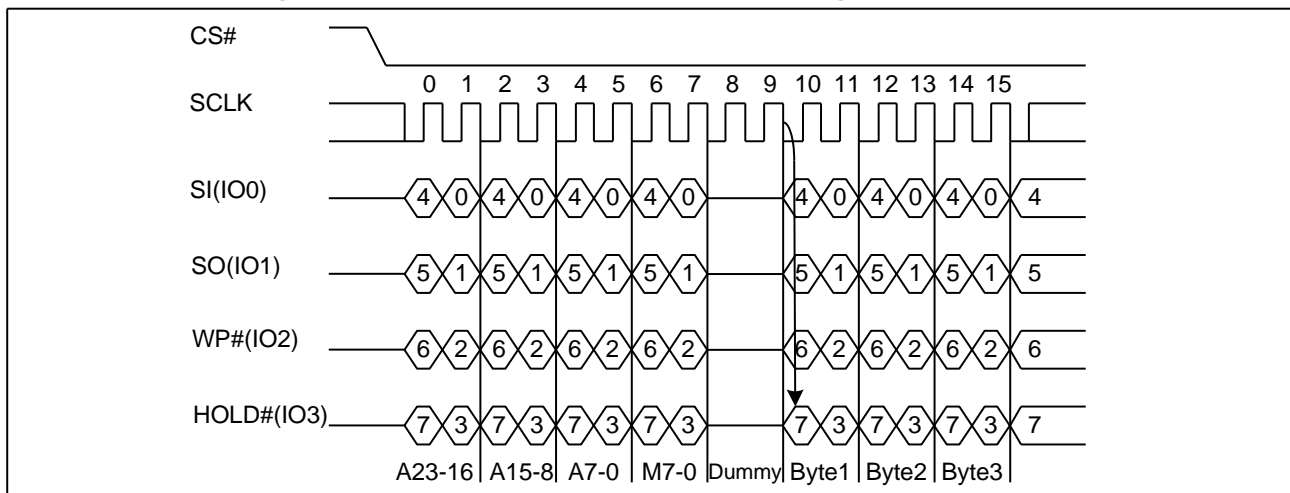 CS#
0 1 2 3 4 5 6 7 8 9 10 11 12 13 14 15
SCLK
SI(IO0) 4 0 4 0 4 0 4 0 4 0 4 0 4 0 4
SO(IO1) 5 1 5 1 5 1 5 1 5 1 5 1 5 1 5
WP#(IO2) 6 2 6 2 6 2 6 2 6 2 6 2 6 2 6
HOLD#(IO3) 7 3 7 3 7 3 7 3 7 3 7 3 7 3 7
A23-16 A15-8 A7-0 M7-0 Dummy Byte1 Byte2 Byte3